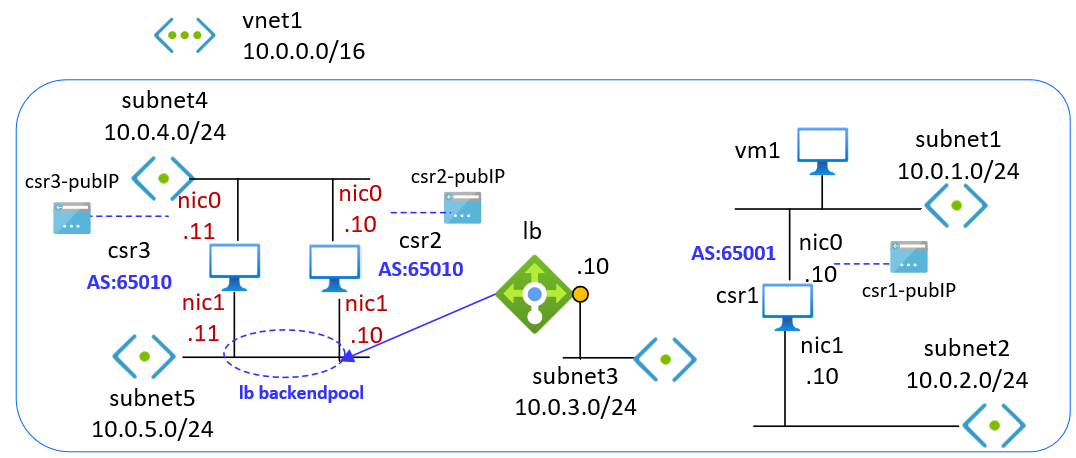 vnet1
10.0.0.0/16
subnet4
10.0.4.0/24
csr3-pubIP
nic0
.11
nic0
.10
csr2-pubIP
csr3
AS:65010
csr2
AS:65010
nic1
.11
nic1
.10
lb backendpool
subnet5
10.0.5.0/24
lb
.10
subnet3
10.0.3.0/24
vm1
subnet1
10.0.1.0/24
AS:65001
nic0
.10
csr1-pubIP
csr1
nic1
.10
subnet2
10.0.2.0/24